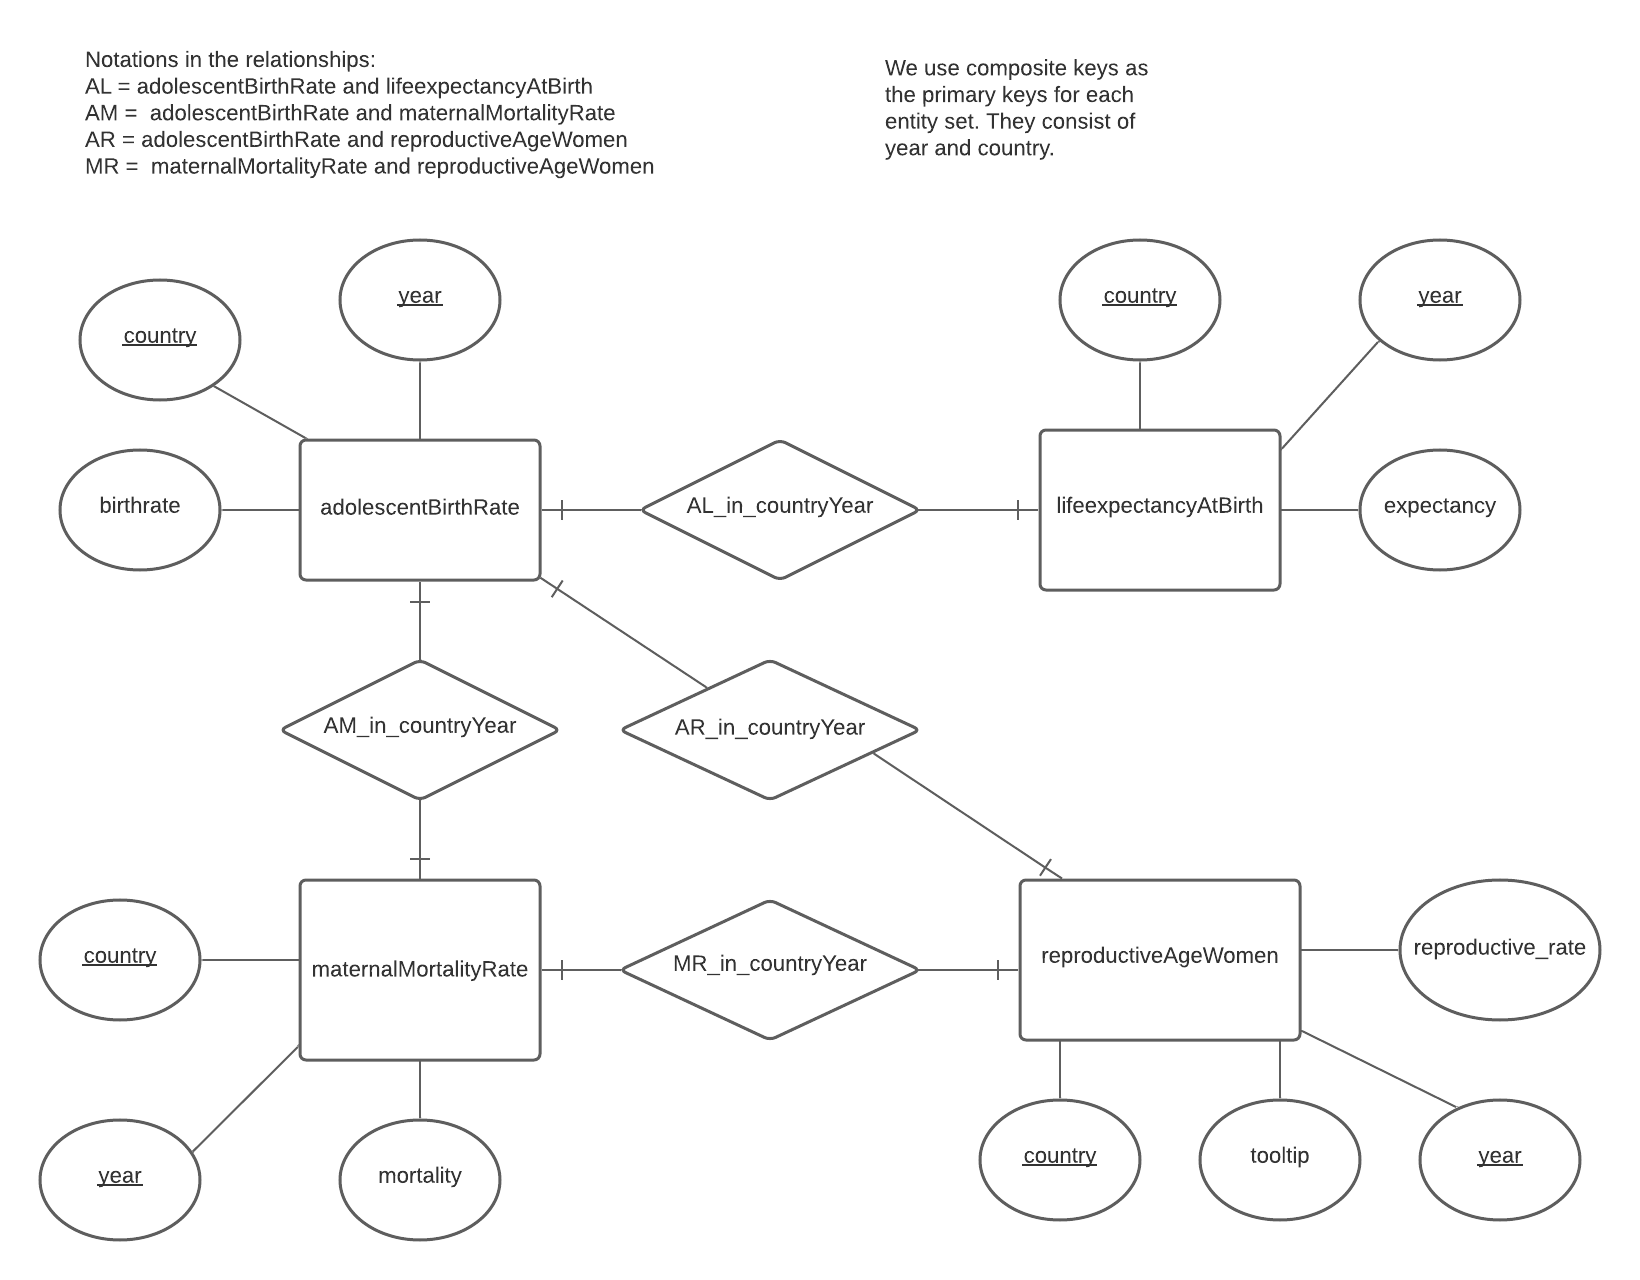 Notations in the relationships:
AL = adolescentBirthRate and lifeexpectancyAtBirth
AM =  adolescentBirthRate and maternalMortalityRate
AR = adolescentBirthRate and reproductiveAgeWomen
MR =  maternalMortalityRate and reproductiveAgeWomen
We use composite keys as
the primary keys for each
entity set. They consist of
year and country.
country
year
country
year
birthrate
adolescentBirthRate
AL_in_countryYear
lifeexpectancyAtBirth
expectancy
AM_in_countryYear
AR_in_countryYear
country
maternalMortalityRate
MR_in_countryYear
reproductiveAgeWomen
reproductive_rate
year
mortality
country
tooltip
year